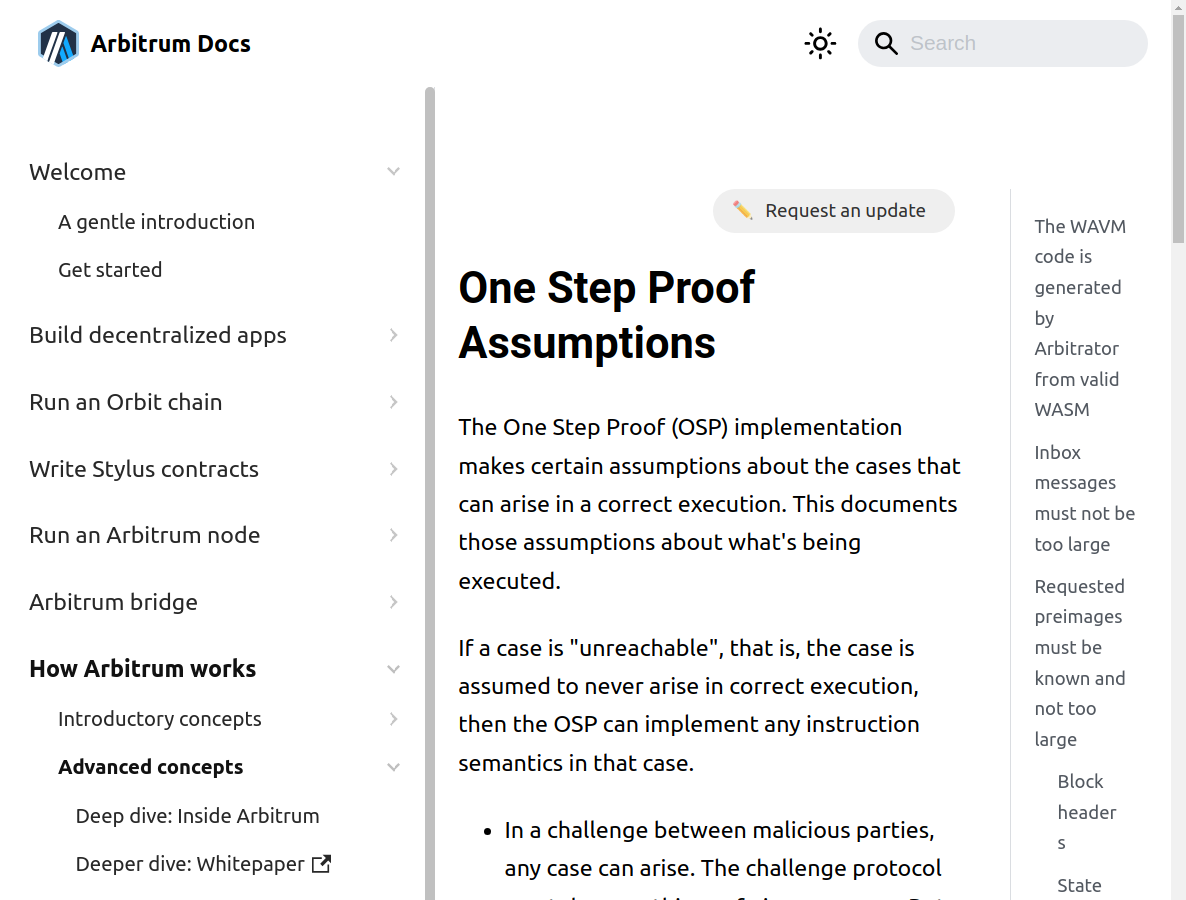 Arbitrum Docs
Search
Welcome
A gentle introduction
Get started
Build decentralized apps
Run an Orbit chain
Write Stylus contracts
Run an Arbitrum node
Arbitrum bridge
How Arbitrum works
Introductory concepts
Advanced concepts
Deep dive: Inside Arbitrum
Deeper dive: Whitepaper
Request an update
One Step Proof
Assumptions
The One Step Proof (OSP) implementation
makes certain assumptions about the cases that
can arise in a correct execution. This documents
those assumptions about what's being
executed.
If a case is "unreachable", that is, the case is
assumed to never arise in correct execution,
then the OSP can implement any instruction
semantics in that case.
In a challenge between malicious parties,
any case can arise. The challenge protocol
The WAVM
code is
generated
by
Arbitrator
from valid
WASM
Inbox
messages
must not be
too large
Requested
preimages
must be
known and
not too
large
Block
header
s
State